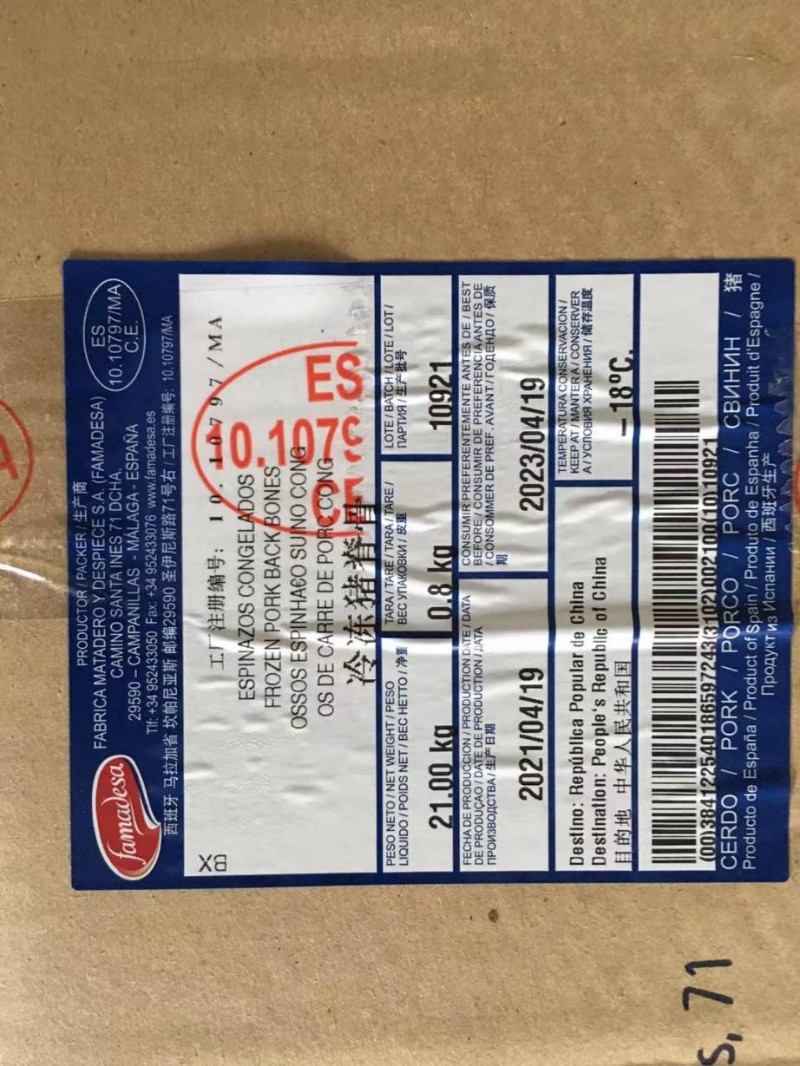 famadesa
PRODUCTOR / PACKER / 生产商
FABRICA MATADERO Y DESPIECE S.A. (FAMADESA)
CAMINO SANTA INES 71 DCHA.
29590 – CAMPANILLAS - MÁLAGA - ESPAÑA
Tlf: +34 952433050 Fax: +34 952433076 www.famadesa.es
西班牙 马拉加省 坎帕尼亚斯 邮编29590 圣伊尼斯路71号右 / 工厂注册编号: 10.10797/MA
ES
10.10797/MA
C.E.
BX
工厂注册编号: 10.10797/MA
ESPINAZOS CONGELADOS
FROZEN PORK BACK BONES
OSSOS ESPINHA€O SUINO CONG
OS DE CARRE DE PORC CONG
冷冻猪脊骨
ES
10.1079
CE
PESO NETO / NET WEIGHT / PESO
LIQUIDO / POIDS NET / ВЕС НЕТТО / 净重
21.00 kg
TARA / TARE / TARA / TARE /
ВЕС УПАКОВКИ / 皮重
0.8 kg
LOTE / BATCH / LOTE / LOT /
ПАРТИЯ / 生产批号
10921
FECHA DE PRODUCCION / PRODUCTION DATE / DATA
DE PRODUÇAO / DATE DE PRODUCTION / ДАТА
ПРОИЗВОДСТВА / 生产日期
2021/04/19
CONSUMIR PREFERENTEMENTE ANTES DE / BEST
BEFORE / CONSUMIR DE PREFERENCIA ANTES DE
/ CONSOMMER DE PREF. AVANT / ГОДЕН ДО / 保质
期
2023/04/19
Destino: República Popular de China
Destination: People's Republic of China
目的地 中华人民共和国
TEMPERATURA CONSERVACION /
KEEP AT / MANTER A / CONSERVER
A / УСЛОВИЯ ХРАНЕНИЯ / 储存温度
–18ºC.
(00)384122540186597243(3102)002100(10)10921
CERDO / PORK / PORCO / PORC / СВИНИН / 猪
Producto de España / Product of Spain / Produto de Espanha / Produit d'Espagne /
Продукт из Испании / 西班牙生产
s, 71